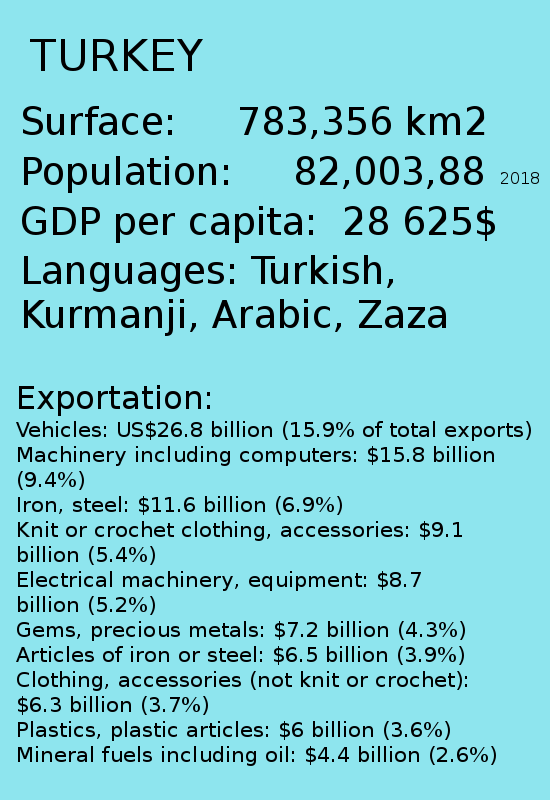 TURKEY
Surface: 783,356 km2
Population: 82,003,88 2018
GDP per capita: 28 625$
Languages: Turkish,
Kurmanji, Arabic, Zaza
Exportation:
Vehicles: US$26.8 billion (15.9% of total exports)
Machinery including computers: $15.8 billion
(9.4%)
Iron, steel: $11.6 billion (6.9%)
Knit or crochet clothing, accessories: $9.1
billion (5.4%)
Electrical machinery, equipment: $8.7
billion (5.2%)
Gems, precious metals: $7.2 billion (4.3%)
Articles of iron or steel: $6.5 billion (3.9%)
Clothing, accessories (not knit or crochet):
$6.3 billion (3.7%)
Plastics, plastic articles: $6 billion (3.6%)
Mineral fuels including oil: $4.4 billion (2.6%)